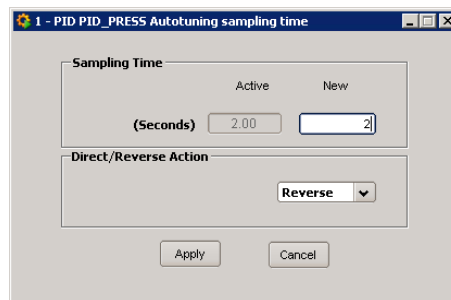 1 - PID PID_PRESS Autotuning sampling time
Sampling Time
Active New
(Seconds) 2.00 2
Direct/Reverse Action
Reverse
Apply Cancel